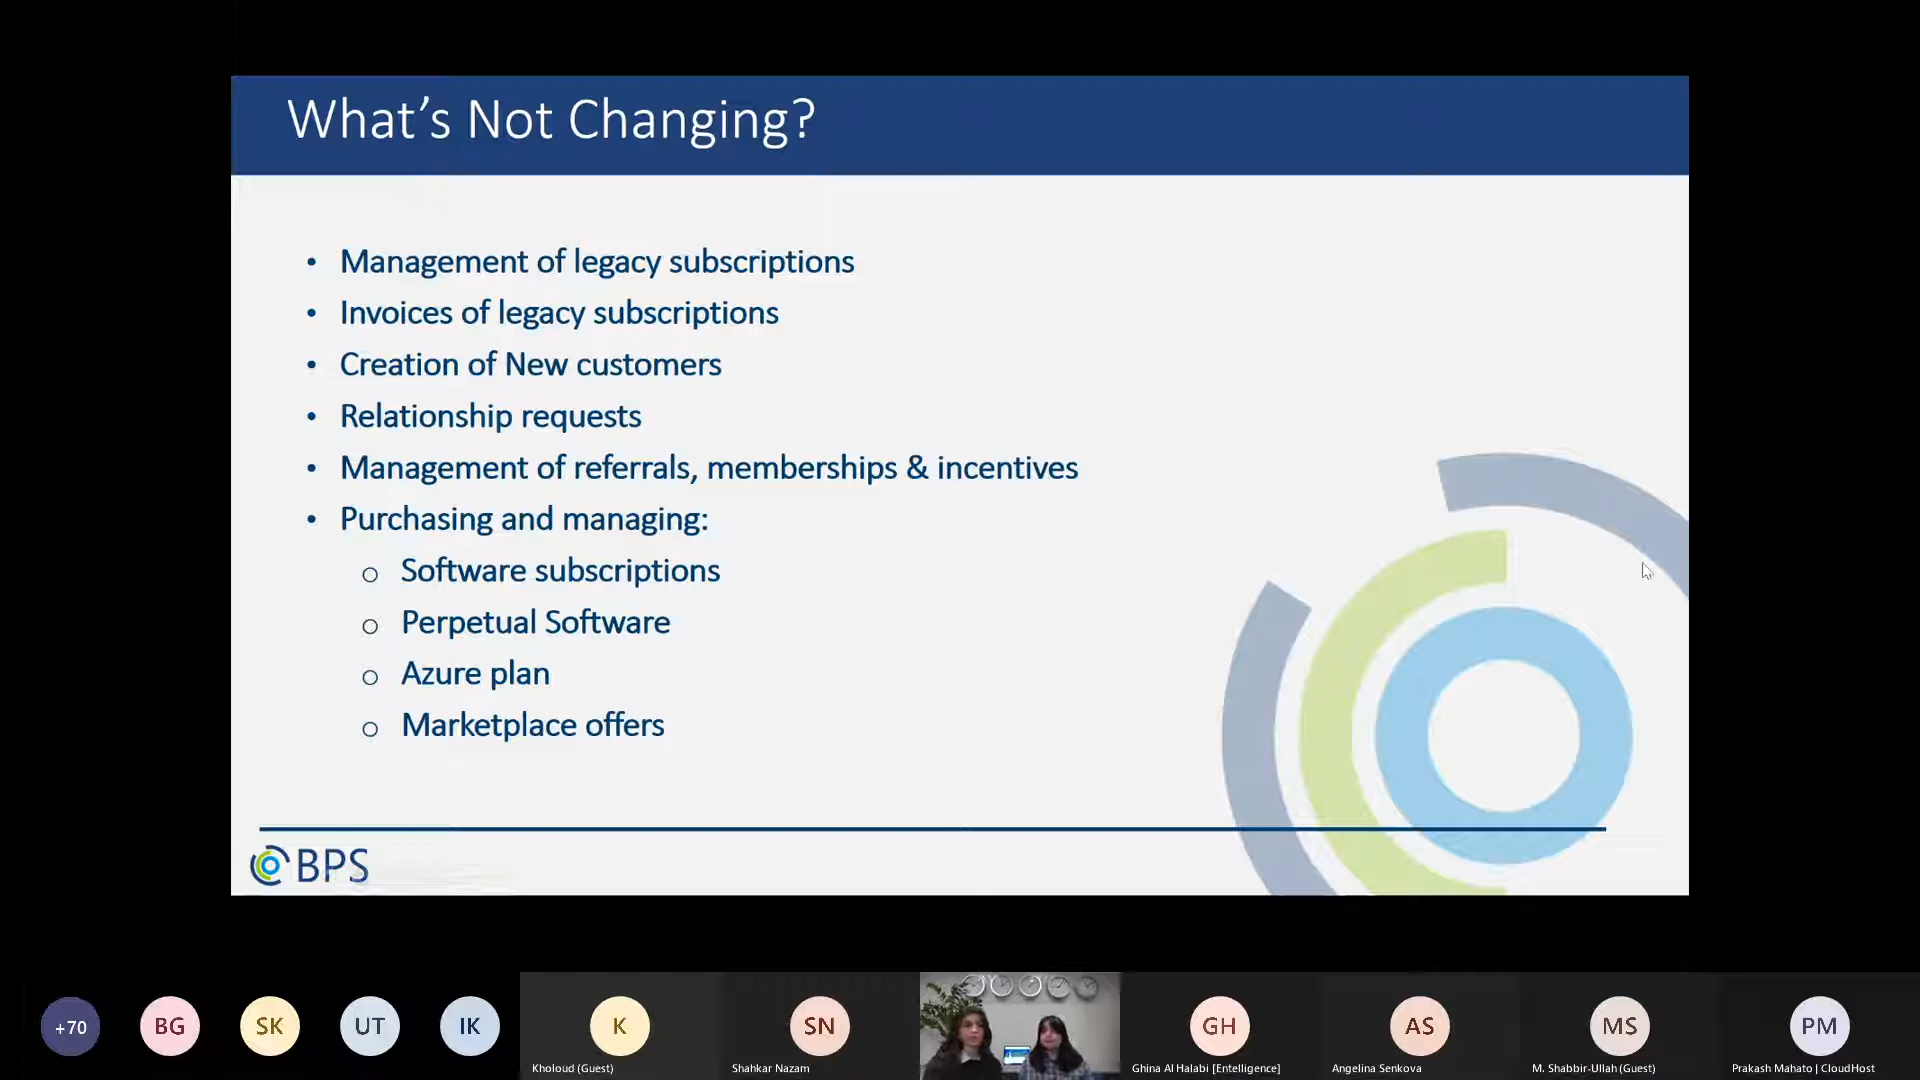 What's Not Changing?
• Management of legacy subscriptions
• Invoices of legacy subscriptions
• Creation of New customers
• Relationship requests
• Management of referrals, memberships & incentives
• Purchasing and managing:
o Software subscriptions
o Perpetual Software
o Azure plan
o Marketplace offers
BPS
+70
BG
SK
UT
IK
K
SN
GH
AS
MS
PM
Kholoud (Guest)
Shahkar Nazam
Ghina Al Halabi [Entelligence]
Angelina Senkova
M. Shabbir-Ullah (Guest)
Prakash Mahato | CloudHost